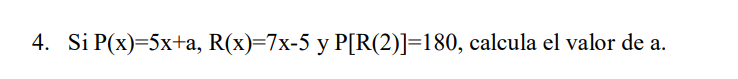 4. Si P(x)=5x+a, R(x)=7x-5 y P[R(2)]=180, calcula el valor de a.